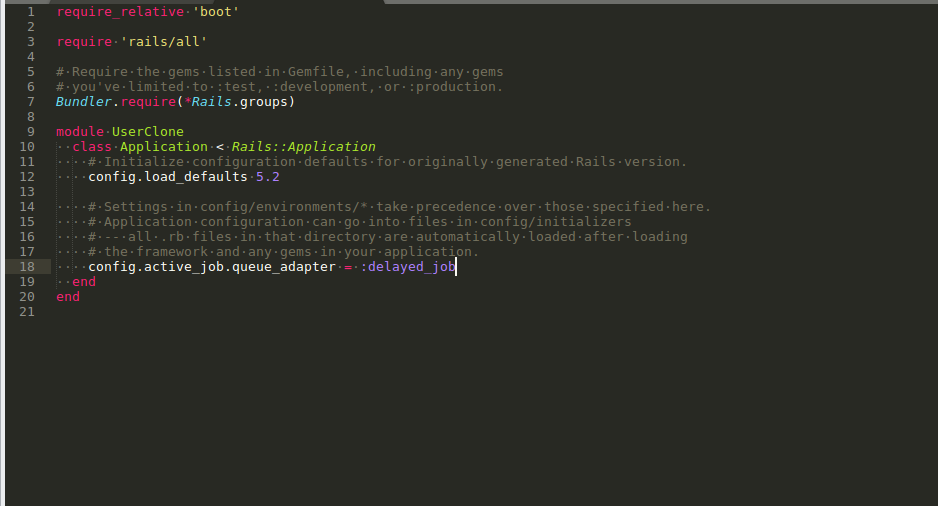 1 require_relative 'boot'
2
3 require 'rails/all'
4
5 # Require the gems listed in Gemfile, including any gems
6 # you've limited to :test, :development, or :production.
7 Bundler.require(*Rails.groups)
8
9 module UserClone
10   class Application < Rails::Application
11     # Initialize configuration defaults for originally generated Rails version.
12     config.load_defaults 5.2
13
14     # Settings in config/environments/* take precedence over those specified here.
15     # Application configuration can go into files in config/initializers
16     # -- all .rb files in that directory are automatically loaded after loading
17     # the framework and any gems in your application.
18     config.active_job.queue_adapter = :delayed_job
19   end
20 end
21